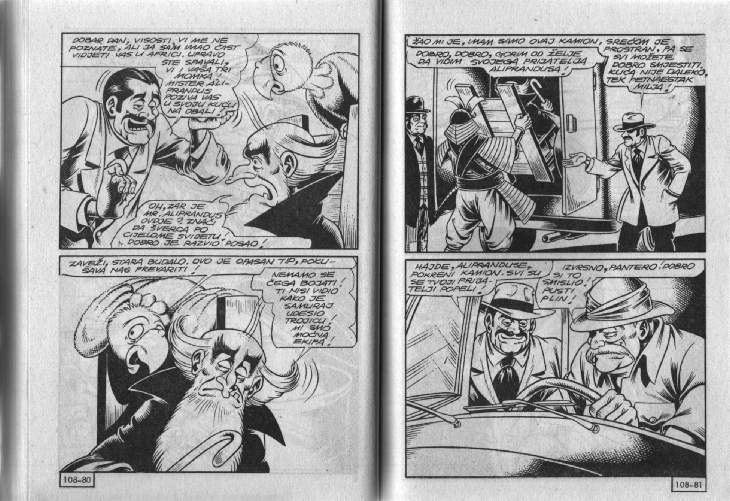 DOBAR DAN, VISOSTI, VI ME NE
POZNATE, ALI JA SAM IMAO ČAST
VIDJETI VAS U AFRICI. UPRAVO
STE SPAVALI,
VI I VAŠA TRI
MOMKA!
MISTER ALI-
PRANDUS
POZIVA VAS
U SVOJU KUĆU
NA OBALI!
OH, ZAR JE
MR. ALIPRANDUS
OVDJE? ZNAČI
DA ŠVERCA PO
CIJELOME SVIJETU!
DOBRO JE RAZVIO POSAO!
ZAVEŽI, STARA BUDALO. OVO JE OPASAN TIP, POKU-
ŠAVA NAS PREVARITI!
NEMAMO SE
ČEGA BOJATI!
TI NISI VIDIO
KAKO JE
SAMURAJ
UDESIO
TROJICU!
MI SMO
MOĆNA
EKIPA!
108-80
ŽAO MI JE, IMAM SAMO OVAJ KAMION, SREĆOM JE
PROSTRAN, PA SE
SVI MOŽETE
DOBRO SMJESTITI.
KUĆA NIJE DALEKO,
TEK PETNAESTAK
MILJA!
DOBRO, DOBRO, GORIM OD ŽELJE
DA VIDIM SVOJEGA PRIJATELJA
ALIPRANDUSA!
HAJDE, ALIPRANDUSE,
POKRENI KAMION. SVI SU
SE TVOJI PRIJA-
TELJI POPELI!
IZVRSNO, PANTERO! DOBRO
SI TO
SMISLIO!
PUSTI
PLIN!
108-81